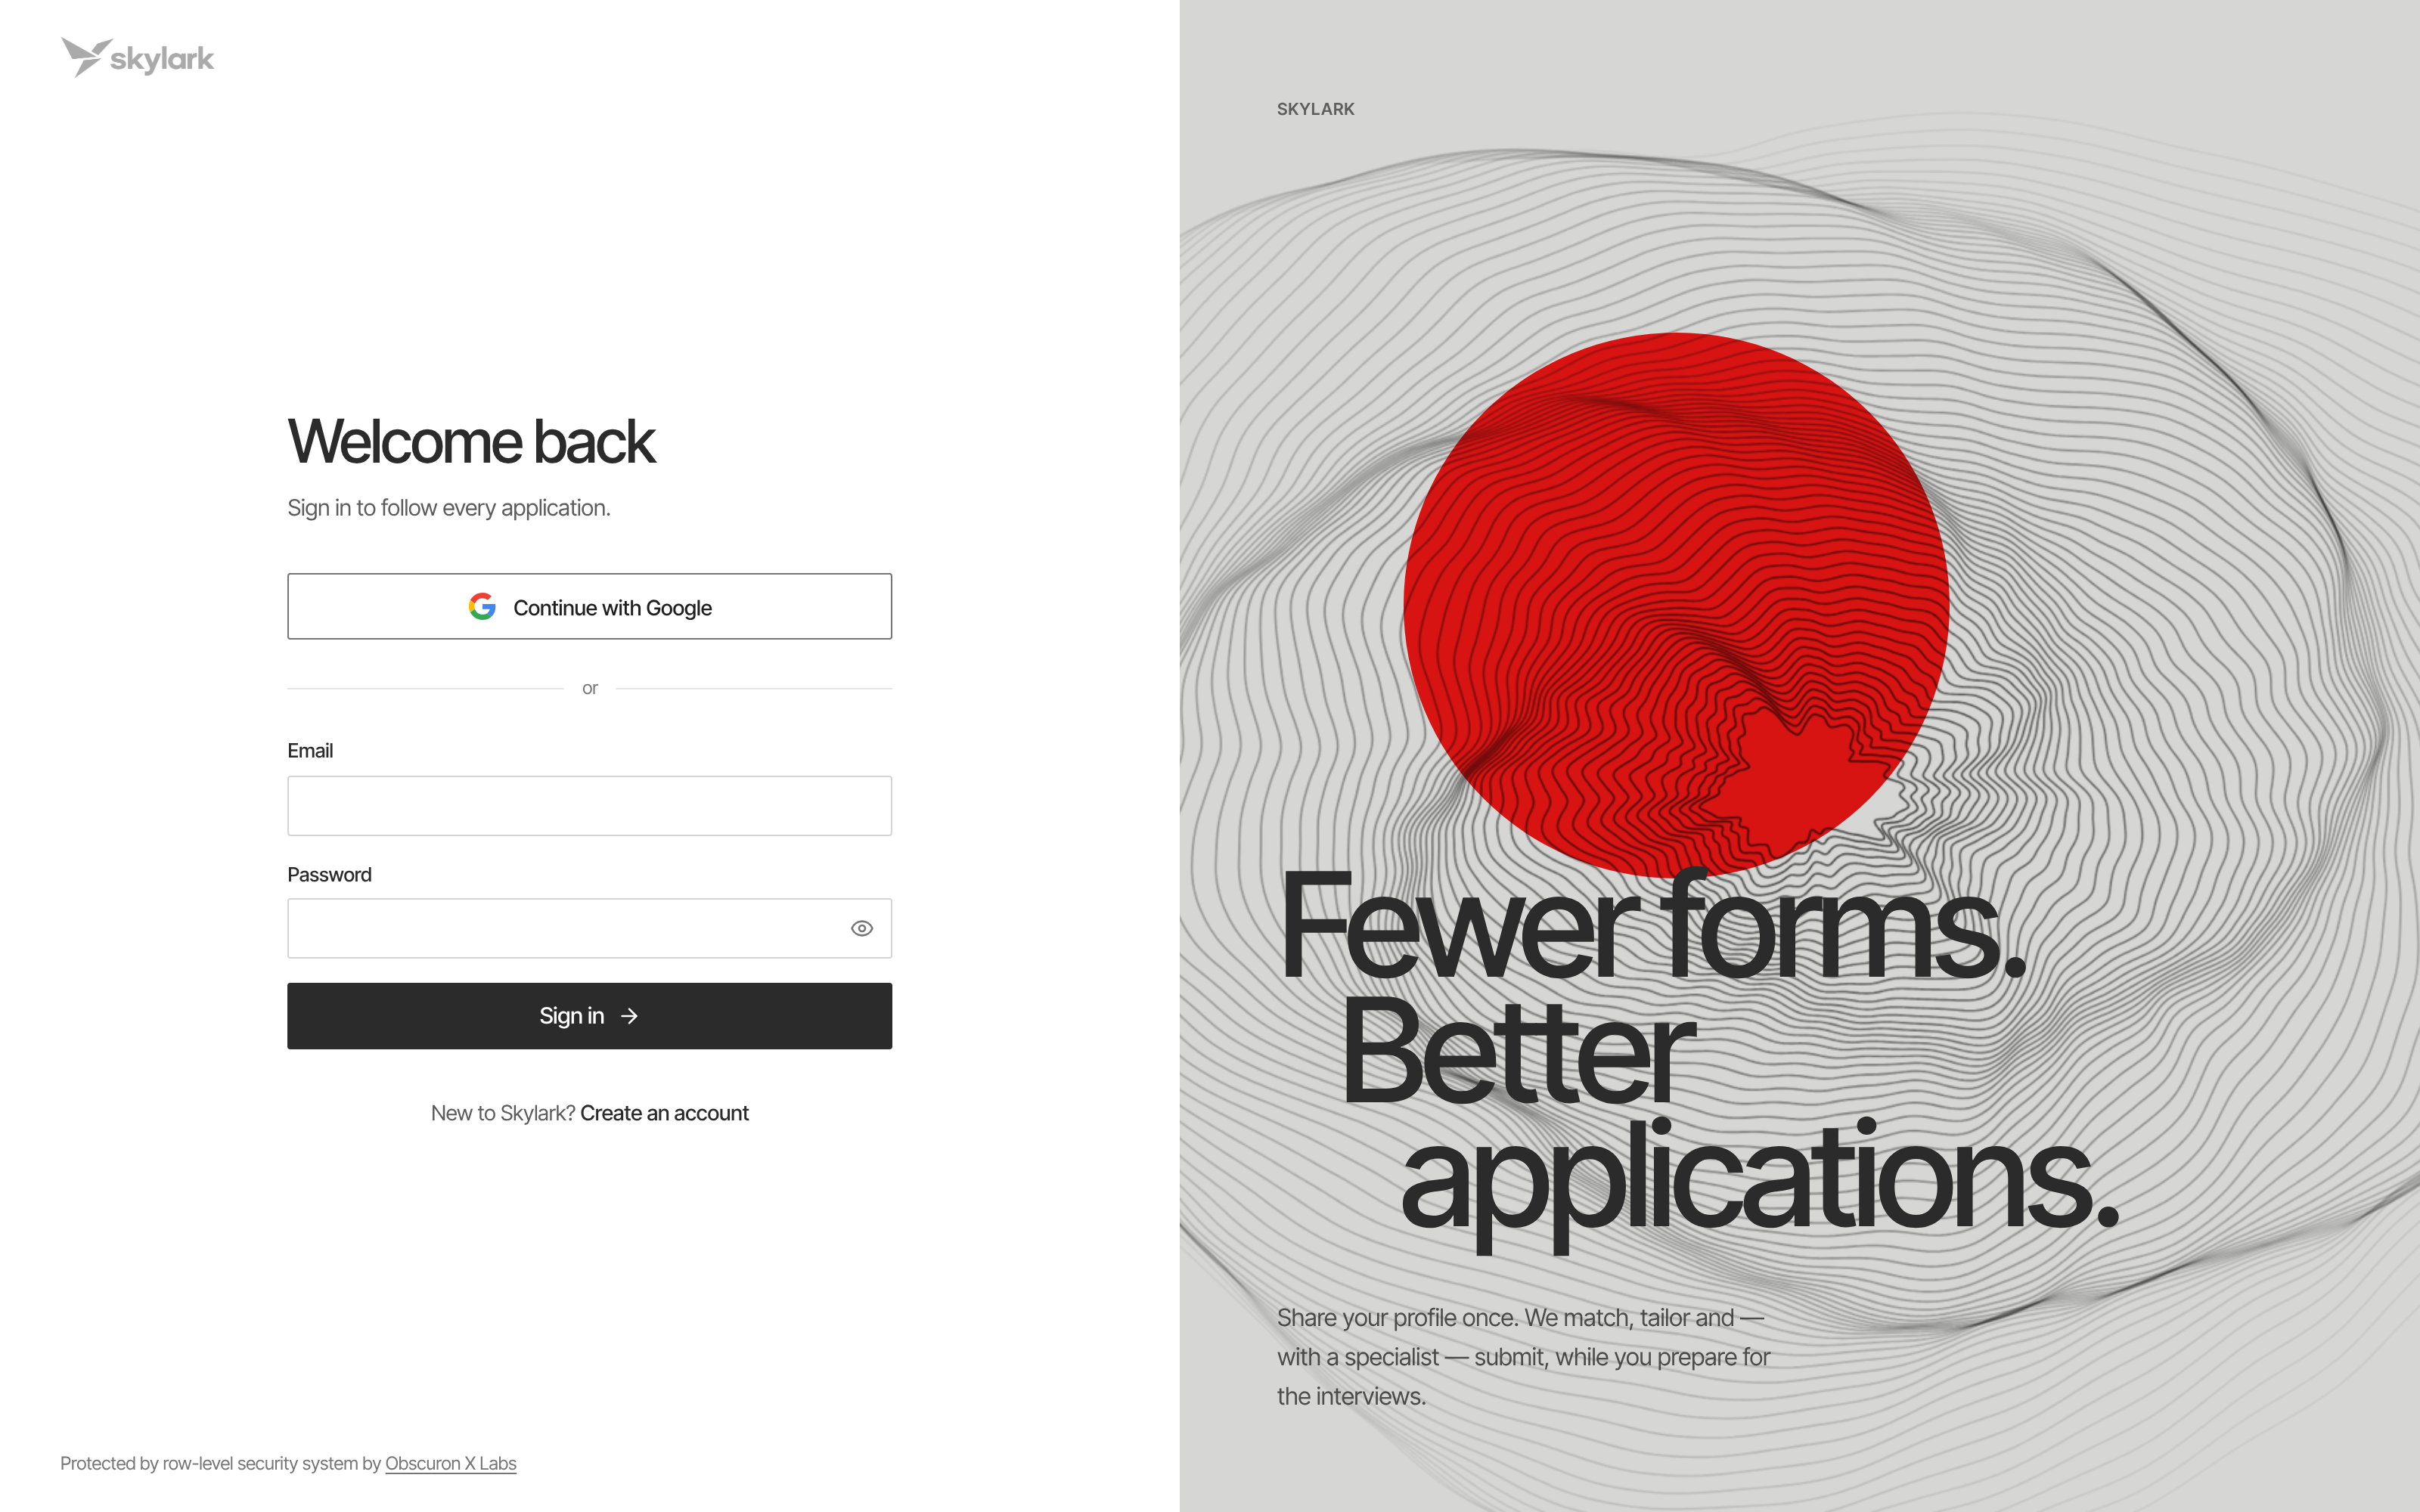 skylark
Welcome back
Sign in to follow every application.
Continue with Google
or
Email
Password
Sign in
New to Skylark? Create an account
Protected by row-level security system by Obscuron X Labs
SKYLARK
Fewer forms.
Better
applications.
Share your profile once. We match, tailor and —
with a specialist — submit, while you prepare for
the interviews.